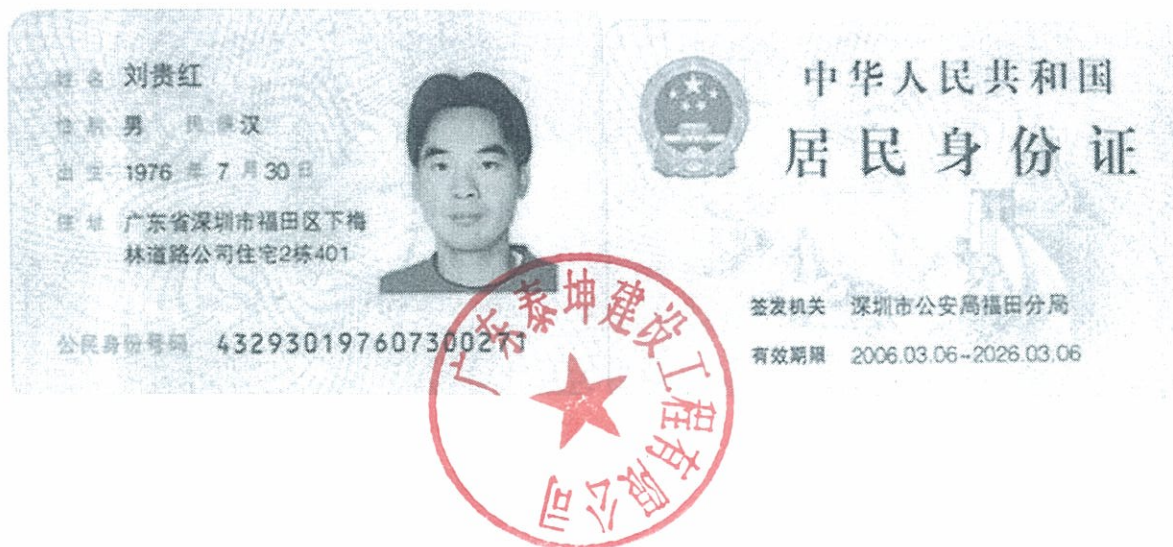 姓名 刘贵红
性别 男 民族 汉
出生 1976 年 7 月 30 日
住址 广东省深圳市福田区下梅
林道路公司住宅2栋401
公民身份号码 432930197607300271
中华人民共和国
居民身份证
签发机关 深圳市公安局福田分局
有效期限 2006.03.06-2026.03.06
广东泰坤建设工程有限公司